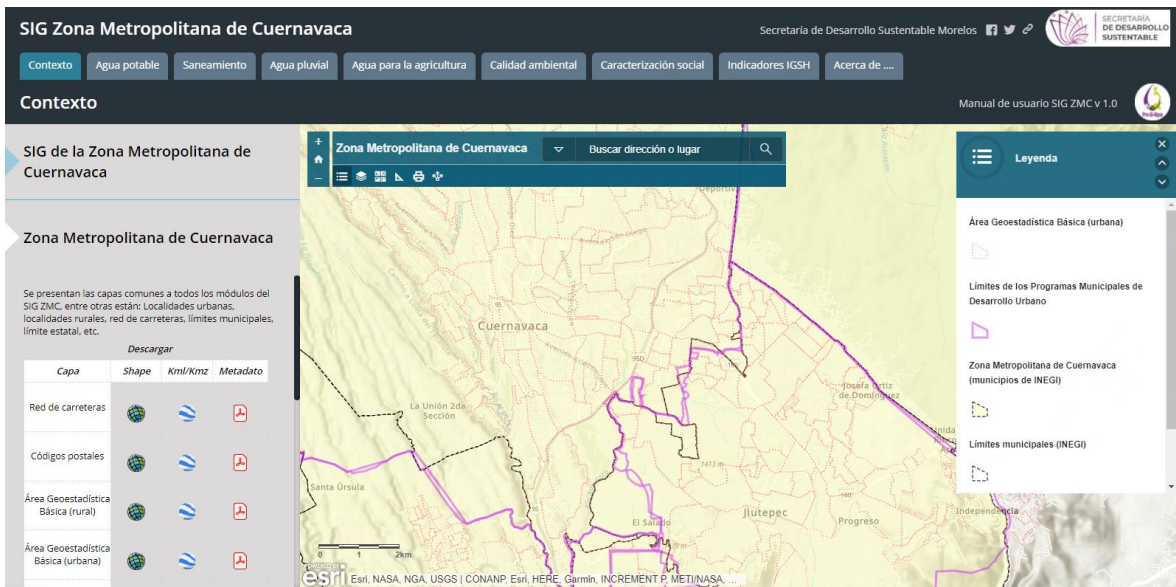 SIG Zona Metropolitana de Cuernavaca
Secretaría de Desarrollo Sustentable Morelos
SECRETARÍA
DE DESARROLLO
SUSTENTABLE
Contexto
Agua potable
Saneamiento
Agua pluvial
Agua para la agricultura
Calidad ambiental
Caracterización social
Indicadores IGSH
Acerca de ....
Contexto
Manual de usuario SIG ZMC v 1.0
SIG de la Zona Metropolitana de
Cuernavaca
Zona Metropolitana de Cuernavaca
Se presentan las capas comunes a todos los módulos del
SIG ZMC, entre otras están: Localidades urbanas,
localidades rurales, red de carreteras, límites municipales,
límite estatal, etc.
Descargar
Capa Shape Kml/Kmz Metadato
Red de carreteras
Códigos postales
Área Geoestadística
Básica (rural)
Área Geoestadística
Básica (urbana)
Zona Metropolitana de Cuernavaca
Buscar dirección o lugar
Deportiva
Cuernavaca
95D
160
La Unión 2da
Sección
Josefa Ortiz
de Domínguez
1413 m
Santa Úrsula
95
El Salado
Jiutepec
160
Progreso
Independencia
0 1 2km
POWERED BY
esri
Esri, NASA, NGA, USGS | CONANP, Esri, HERE, Garmin, INCREMENT P, METI/NASA, ...
Leyenda
Área Geoestadística Básica (urbana)
Límites de los Programas Municipales de
Desarrollo Urbano
Zona Metropolitana de Cuernavaca
(municipios de INEGI)
Límites municipales (INEGI)